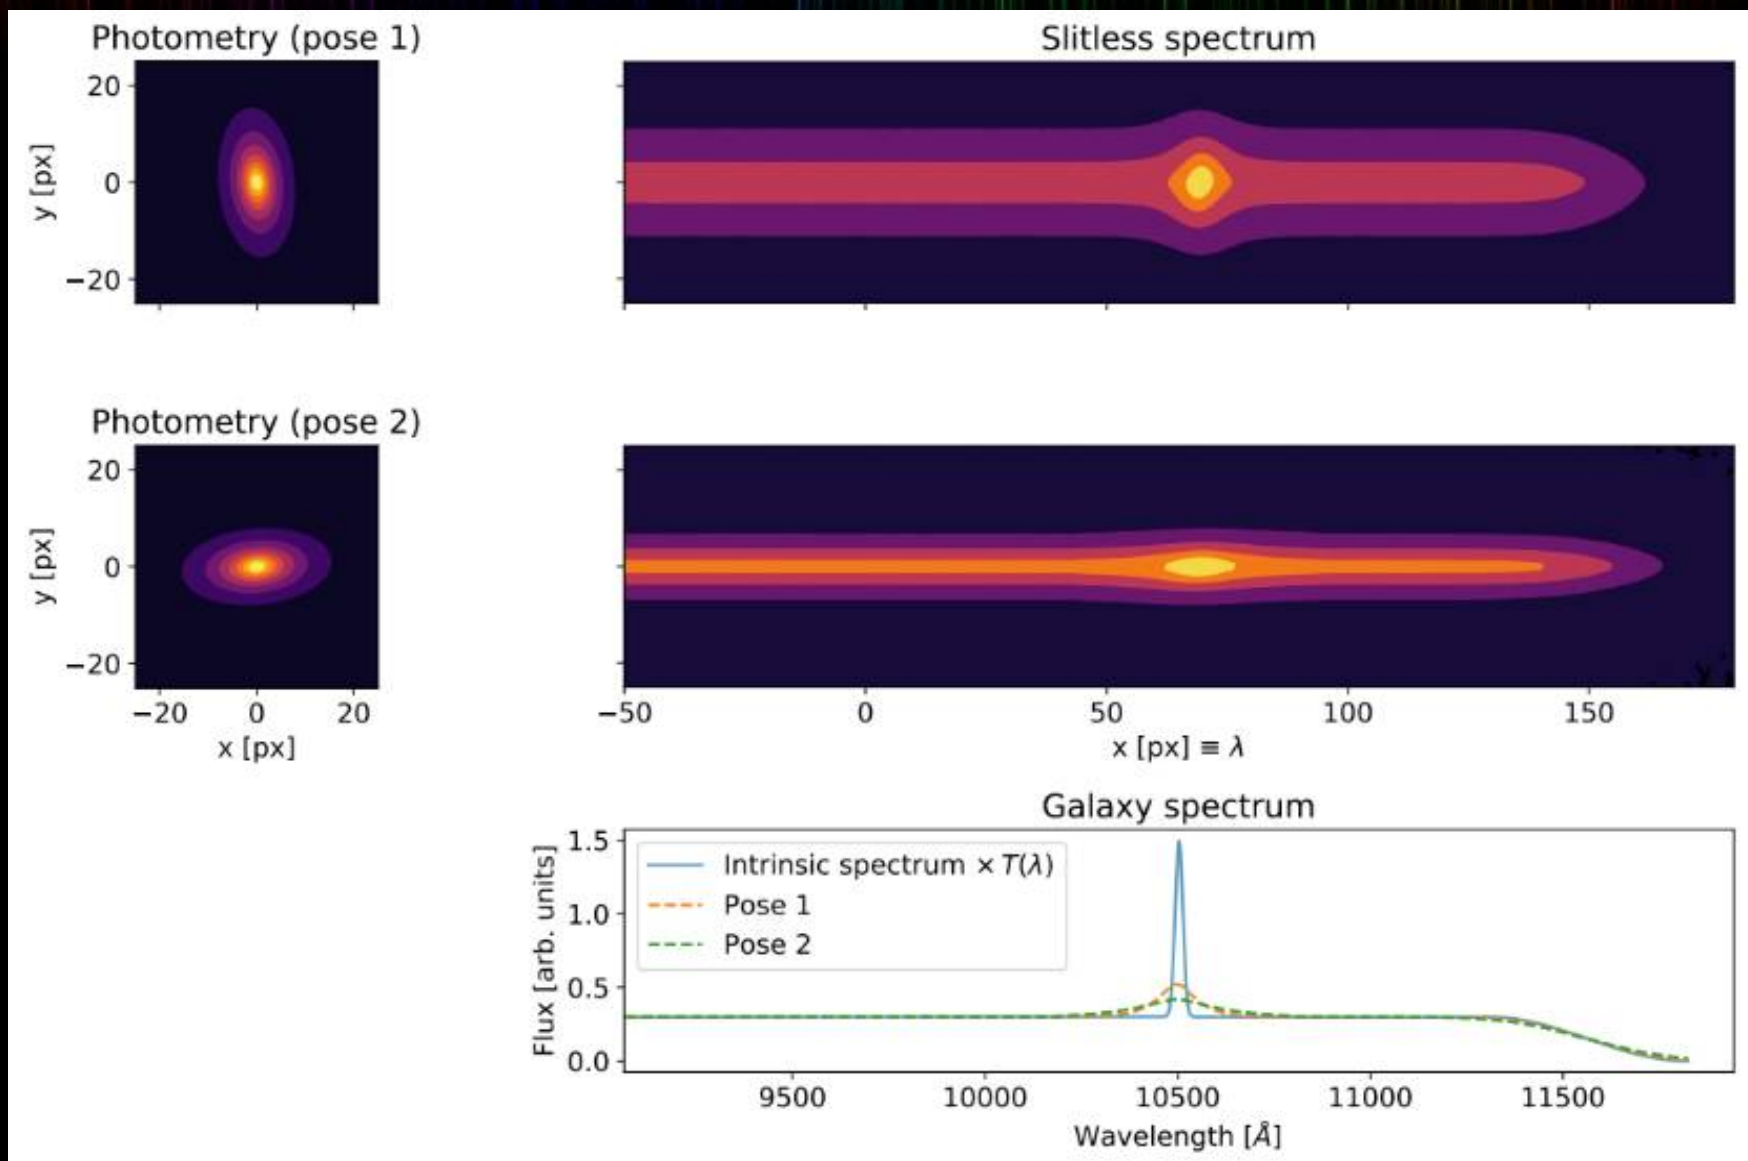 Photometry (pose 1)
Slitless spectrum
20
0
−20
y [px]
Photometry (pose 2)
20
0
−20
y [px]
−20 0 20
x [px]
−50 0 50 100 150
x [px] ≡ λ
Galaxy spectrum
1.5
1.0
0.5
0.0
Flux [arb. units]
Intrinsic spectrum × T(λ)
Pose 1
Pose 2
9500 10000 10500 11000 11500
Wavelength [Å]